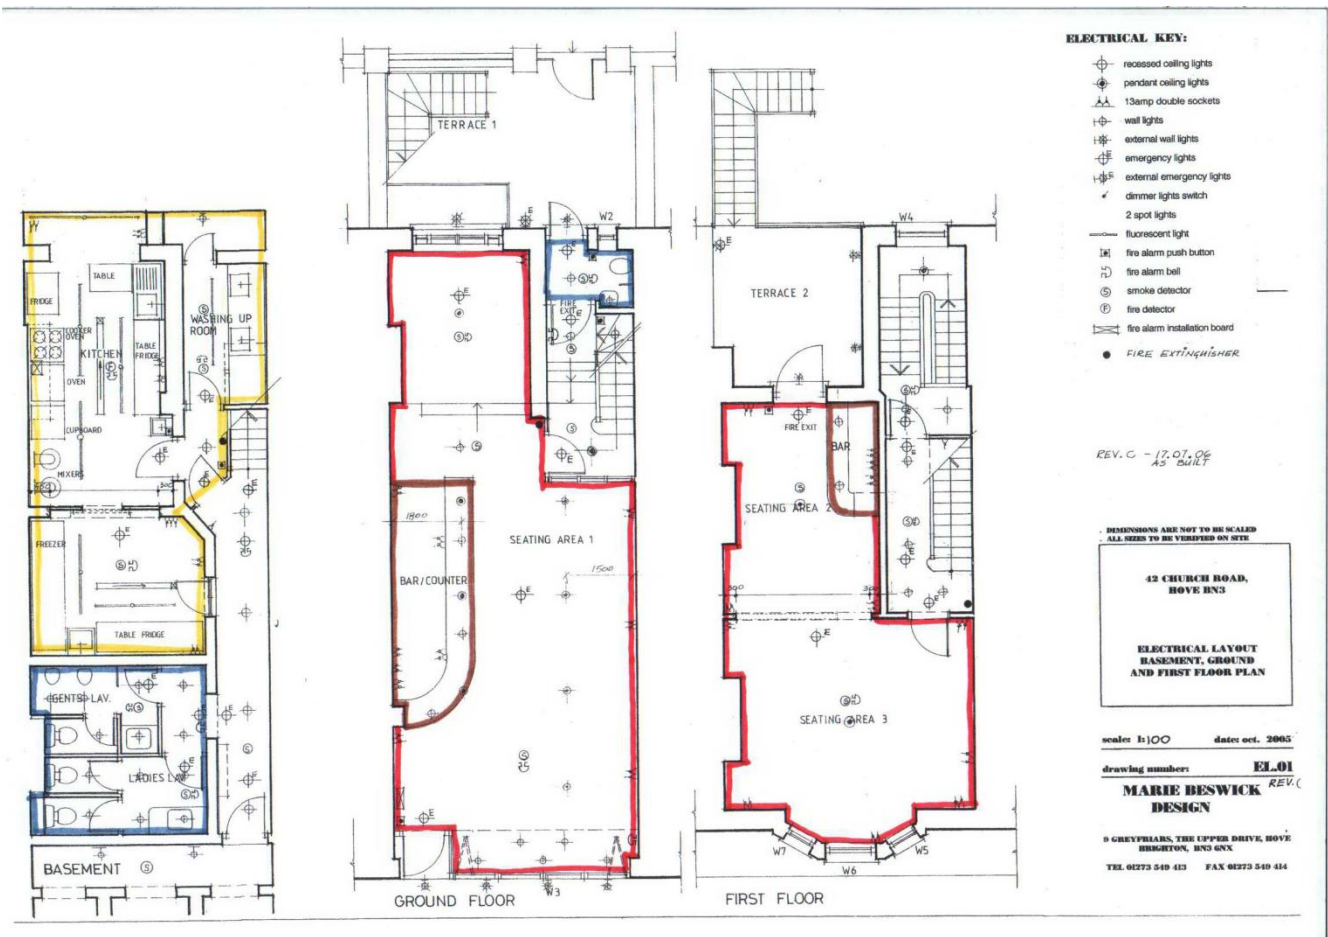 ELECTRICAL KEY:
recessed ceiling lights
pendant ceiling lights
13amp double sockets
wall lights
external wall lights
E emergency lights
E external emergency lights
dimmer lights switch
2 spot lights
fluorescent light
fire alarm push button
fire alarm bell
S smoke detector
F fire detector
fire alarm installation board
FIRE EXTINGUISHER
REV. C - 17.07.06
AS BUILT
DIMENSIONS ARE NOT TO BE SCALED
ALL SIZES TO BE VERIFIED ON SITE
42 CHURCH ROAD,
HOVE BN3
ELECTRICAL LAYOUT
BASEMENT, GROUND
AND FIRST FLOOR PLAN
scale: 1:100 date: oct. 2005
drawing number: EL.01
REV. C
MARIE BESWICK
DESIGN
9 GREYFRIARS, THE UPPER DRIVE, HOVE
BRIGHTON, BN3 6NX
TEL 01273 549 413 FAX 01273 549 414
TABLE
FRIDGE
COOKER
OVEN
KITCHEN
TABLE
FRIDGE
WASHING UP
ROOM
OVEN
CUPBOARD
MIXERS
300
FREEZER
TABLE FRIDGE
GENTS LAV.
LADIES LAV
BASEMENT
TERRACE 1
W2
FIRE
EXIT
1800
SEATING AREA 1
1500
BAR/COUNTER
W3
GROUND FLOOR
TERRACE 2
W4
FIRE EXIT
BAR
SEATING AREA 2
300
300
SEATING AREA 3
W7
W6
W5
FIRST FLOOR